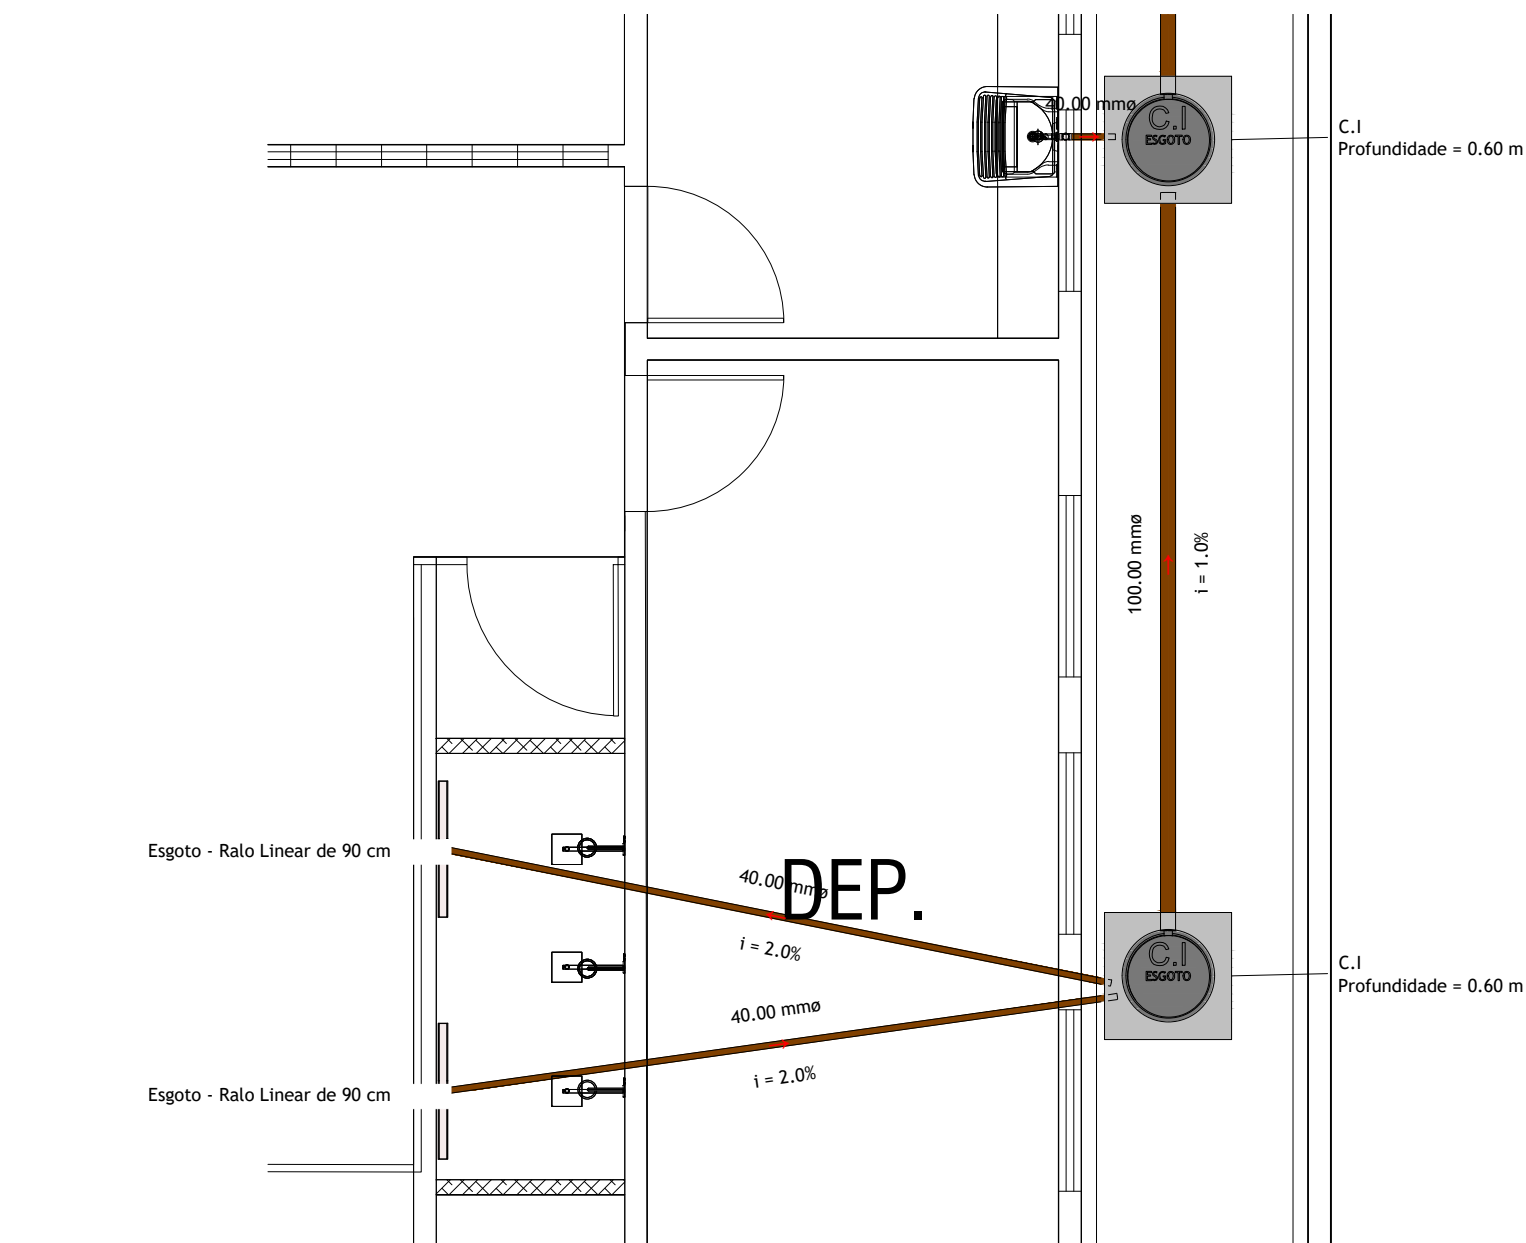 40.00 mmø
C.I
ESGOTO
C.I
Profundidade = 0.60 m
100.00 mmø
i = 1.0%
Esgoto - Ralo Linear de 90 cm
40.00 mmø
DEP.
i = 2.0%
C.I
ESGOTO
C.I
Profundidade = 0.60 m
40.00 mmø
i = 2.0%
Esgoto - Ralo Linear de 90 cm